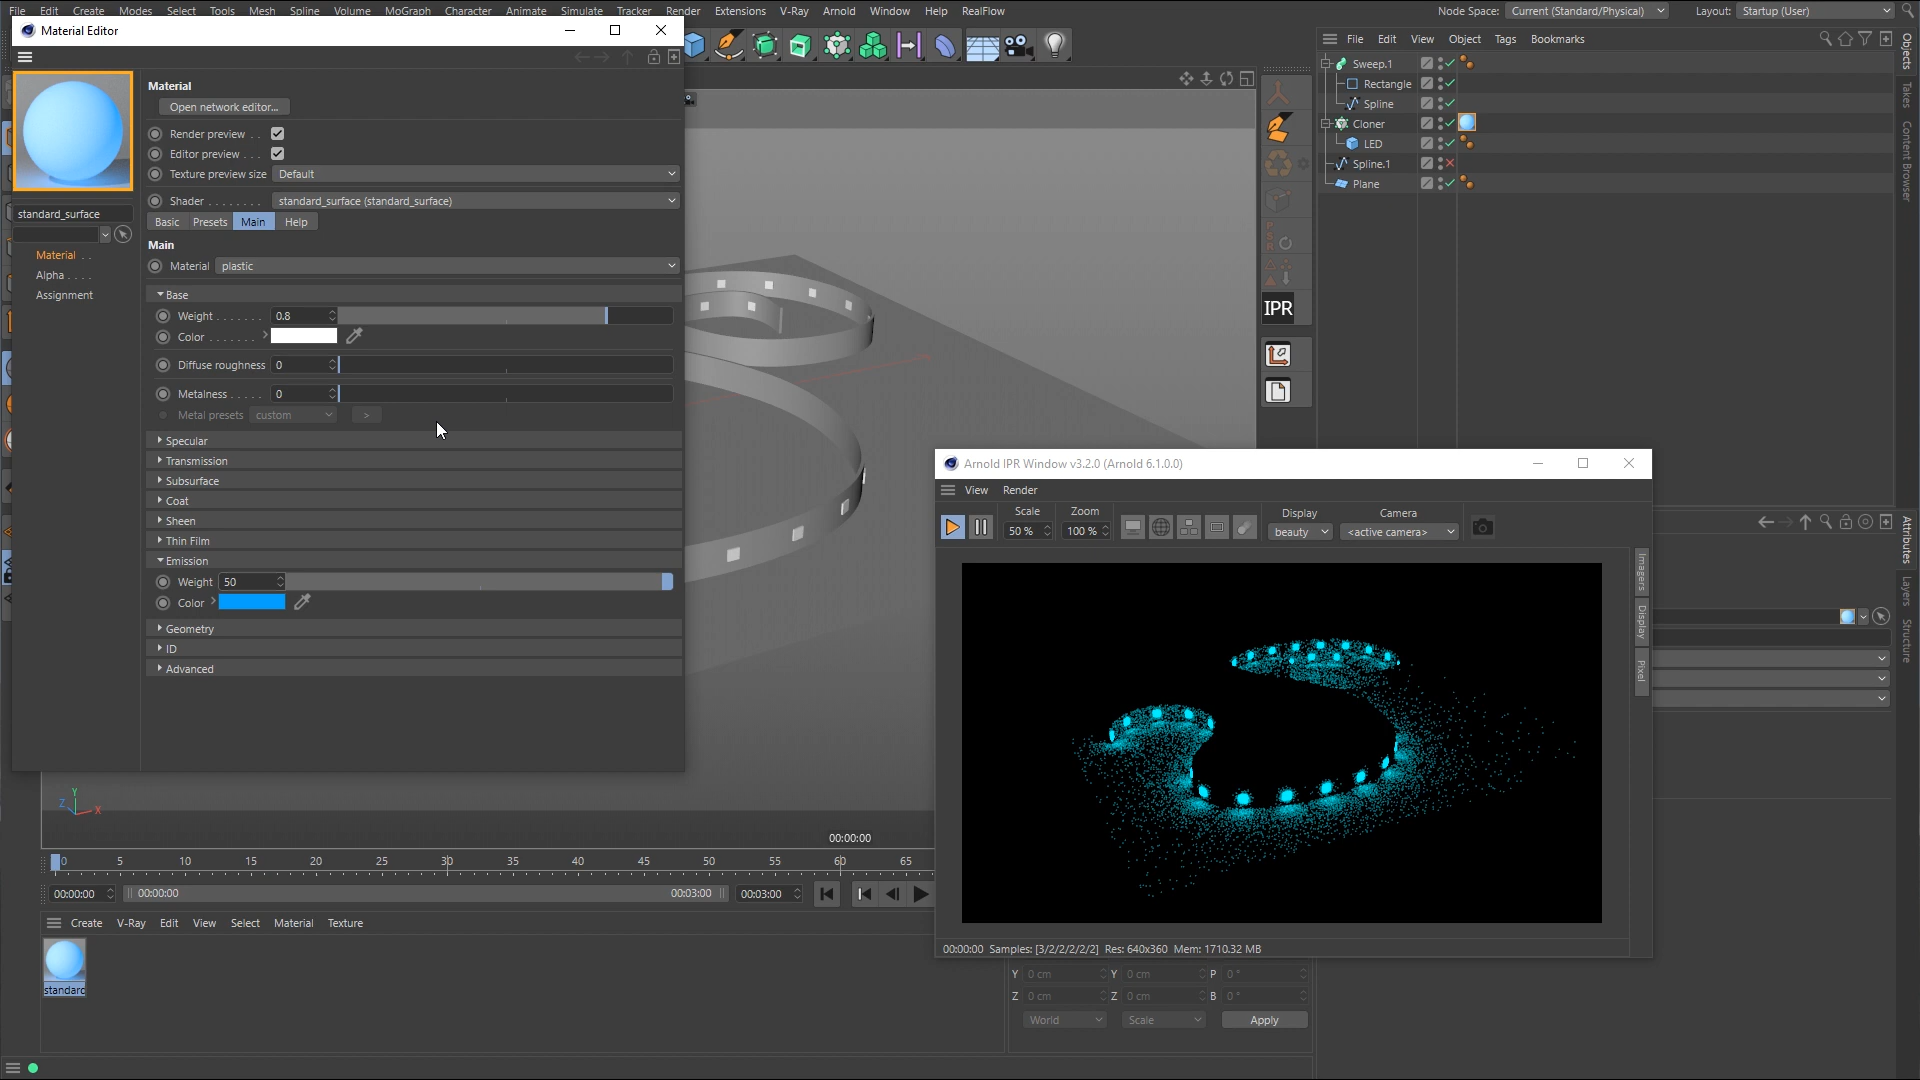 File Edit Create Modes Select Tools Mesh Spline Volume MoGraph Character Animate Simulate Tracker Render Extensions V-Ray Arnold Window Help RealFlow
Node Space: Current (Standard/Physical) Layout: Startup (User)
Material Editor
Material
Open network editor...
Render preview . .
Editor preview . . .
Texture preview size Default
Shader . . . . . . . . standard_surface (standard_surface)
Basic Presets Main Help
Main
Material plastic
Base
Weight . . . . . . . 0.8
Color . . . . . . .
Diffuse roughness 0
Metalness . . . . . 0
Metal presets custom >
Specular
Transmission
Subsurface
Coat
Sheen
Thin Film
Emission
Weight 50
Color
Geometry
ID
Advanced
standard_surface
Material . .
Alpha . . . .
Assignment
File Edit View Object Tags Bookmarks
Sweep.1
Rectangle
Spline
Cloner
LED
Spline.1
Plane
Objects
Takes
Content Browser
Attributes
Layers
Structure
PSR
IPR
Arnold IPR Window v3.2.0 (Arnold 6.1.0.0)
View Render
Scale Zoom Display Camera
50 % 100 % beauty <active camera>
Imagers
Display
Pixel
00:00:00 Samples: [3/2/2/2/2/2] Res: 640x360 Mem: 1710.32 MB
Y
Z X
00:00:00
0 5 10 15 20 25 30 35 40 45 50 55 60 65
00:00:00 00:00:00 00:03:00 00:03:00
Create V-Ray Edit View Select Material Texture
standard
Y 0 cm Y 0 cm P 0 °
Z 0 cm Z 0 cm B 0 °
World Scale Apply